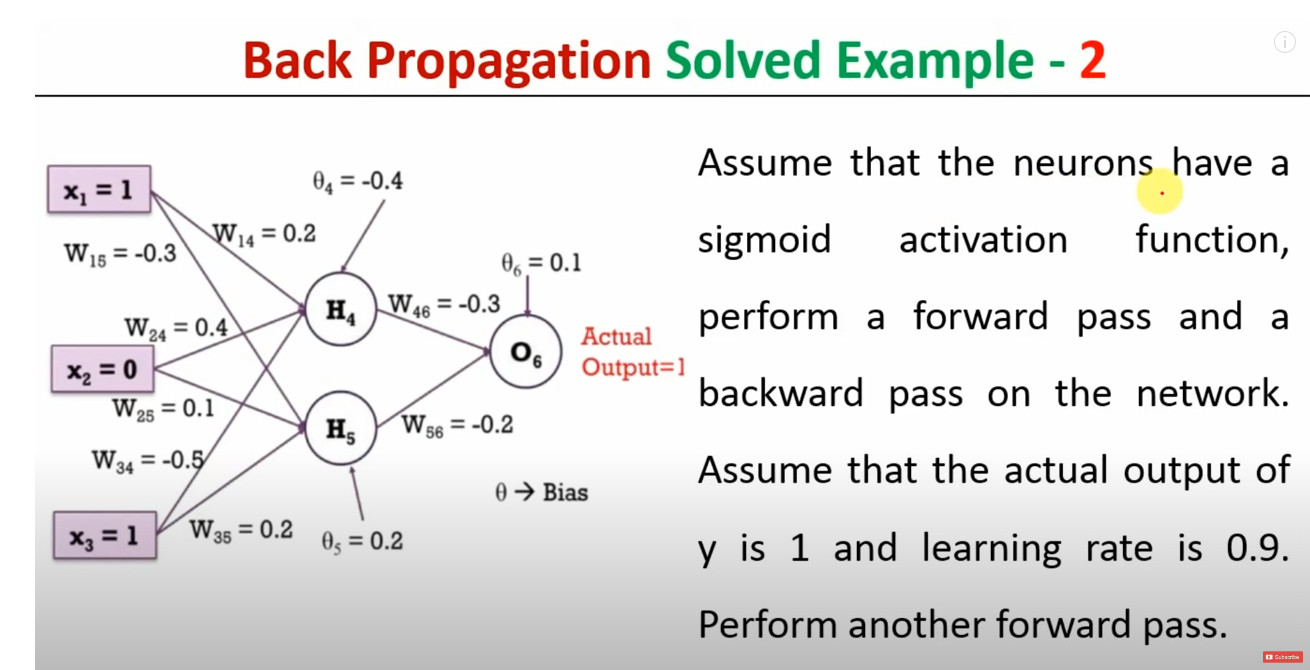 Back Propagation Solved Example - 2
x₁ = 1
θ₄ = -0.4
W₁₄ = 0.2
W₁₅ = -0.3
θ₆ = 0.1
H₄
W₄₆ = -0.3
W₂₄ = 0.4
Actual
Output=1
O₆
x₂ = 0
W₂₅ = 0.1
H₅
W₅₆ = -0.2
W₃₄ = -0.5
θ → Bias
x₃ = 1
W₃₅ = 0.2
θ₅ = 0.2
Assume that the neurons have a
sigmoid activation function,
perform a forward pass and a
backward pass on the network.
Assume that the actual output of
y is 1 and learning rate is 0.9.
Perform another forward pass.
Subscribe